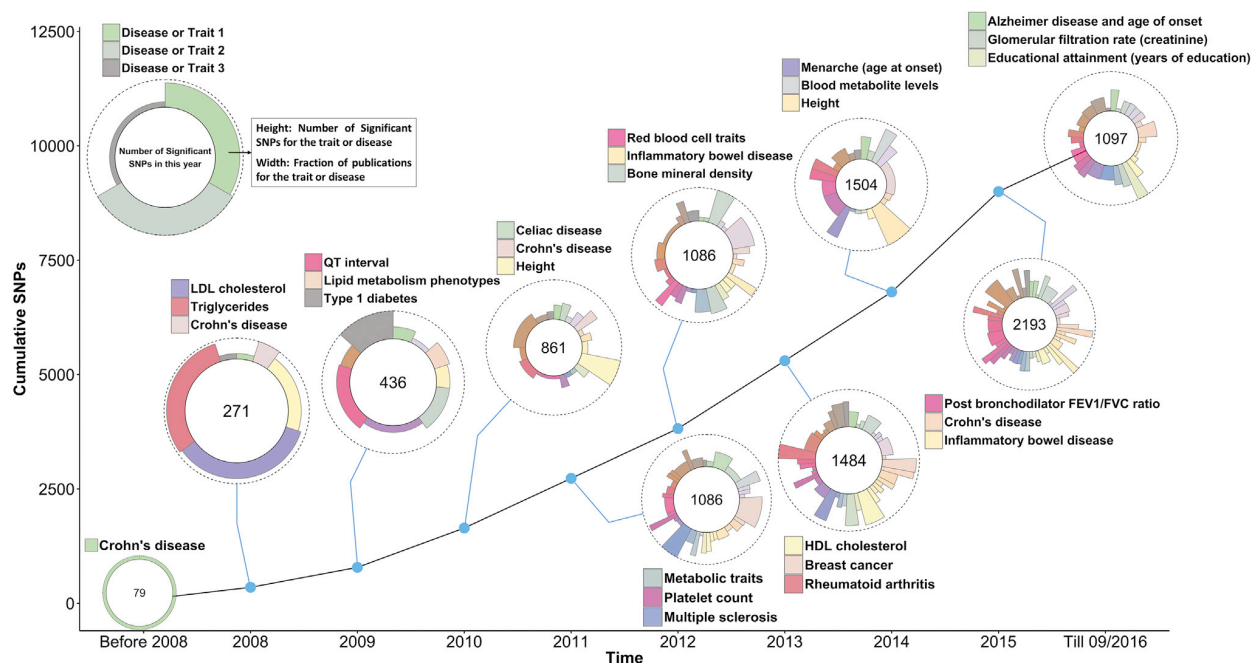 12500
10000
7500
5000
2500
0
Cumulative SNPs
Disease or Trait 1
Disease or Trait 2
Disease or Trait 3
Number of Significant
SNPs in this year
Height: Number of Significant
SNPs for the trait or disease
Width: Fraction of publications
for the trait or disease
Crohn's disease
79
LDL cholesterol
Triglycerides
Crohn's disease
271
QT interval
Lipid metabolism phenotypes
Type 1 diabetes
436
Celiac disease
Crohn's disease
Height
861
Red blood cell traits
Inflammatory bowel disease
Bone mineral density
1086
1086
Metabolic traits
Platelet count
Multiple sclerosis
Menarche (age at onset)
Blood metabolite levels
Height
1504
1484
HDL cholesterol
Breast cancer
Rheumatoid arthritis
Alzheimer disease and age of onset
Glomerular filtration rate (creatinine)
Educational attainment (years of education)
1097
2193
Post bronchodilator FEV1/FVC ratio
Crohn's disease
Inflammatory bowel disease
Before 2008
2008
2009
2010
2011
2012
2013
2014
2015
Till 09/2016
Time